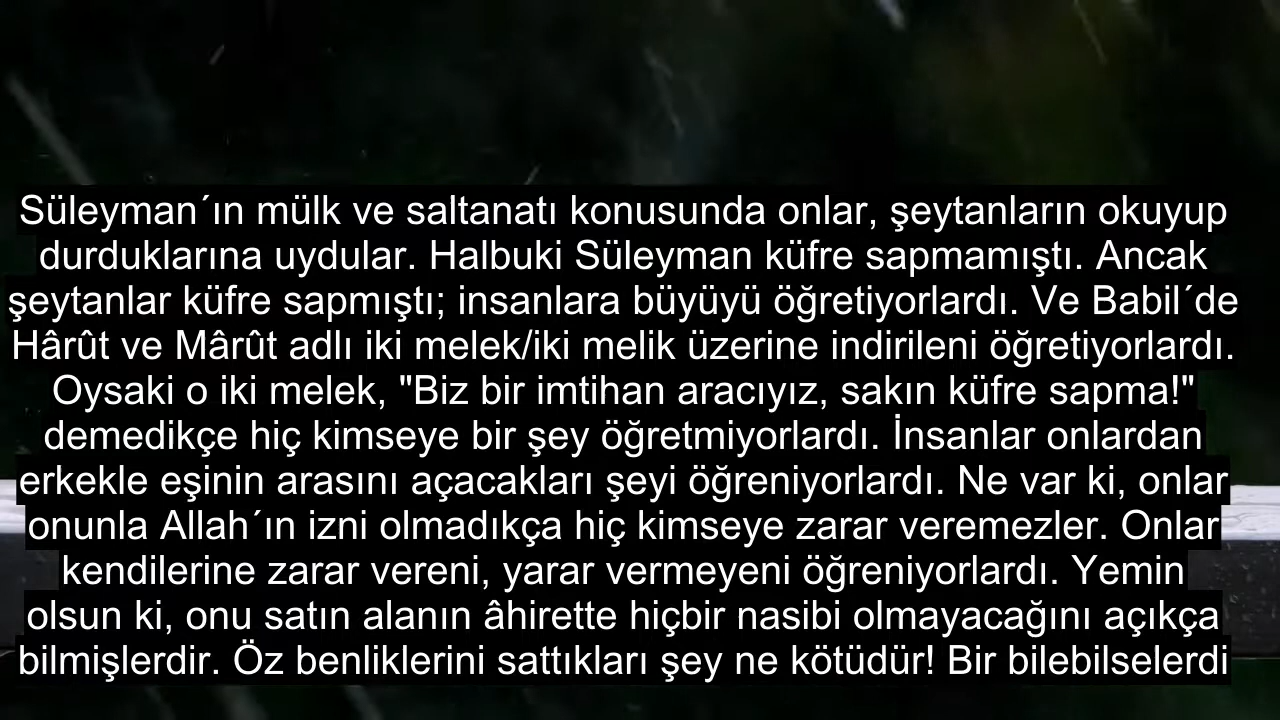 Süleyman´ın mülk ve saltanatı konusunda onlar, şeytanların okuyup
durduklarına uydular. Halbuki Süleyman küfre sapmamıştı. Ancak
şeytanlar küfre sapmıştı; insanlara büyüyü öğretiyorlardı. Ve Babil´de
Hârût ve Mârût adlı iki melek/iki melik üzerine indirileni öğretiyorlardı.
Oysaki o iki melek, "Biz bir imtihan aracıyız, sakın küfre sapma!"
demedikçe hiç kimseye bir şey öğretmiyorlardı. İnsanlar onlardan
erkekle eşinin arasını açacakları şeyi öğreniyorlardı. Ne var ki, onlar
onunla Allah´ın izni olmadıkça hiç kimseye zarar veremezler. Onlar
kendilerine zarar vereni, yarar vermeyeni öğreniyorlardı. Yemin
olsun ki, onu satın alanın âhirette hiçbir nasibi olmayacağını açıkça
bilmişlerdir. Öz benliklerini sattıkları şey ne kötüdür! Bir bilebilselerdi